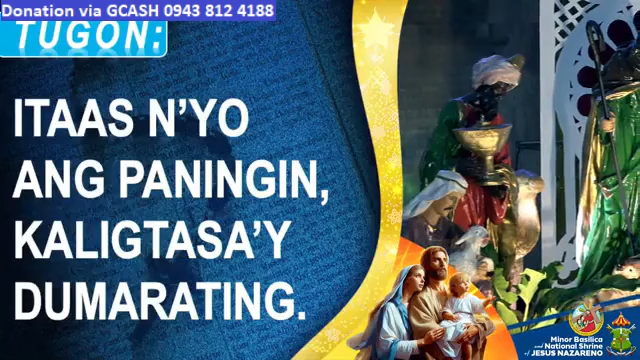 Donation via GCASH 0943 812 4188
TUGON:
ITAAS N'YO
ANG PANINGIN,
KALIGTASA'Y
DUMARATING.
Minor Basilica
and National Shrine
of JESUS NAZARENO